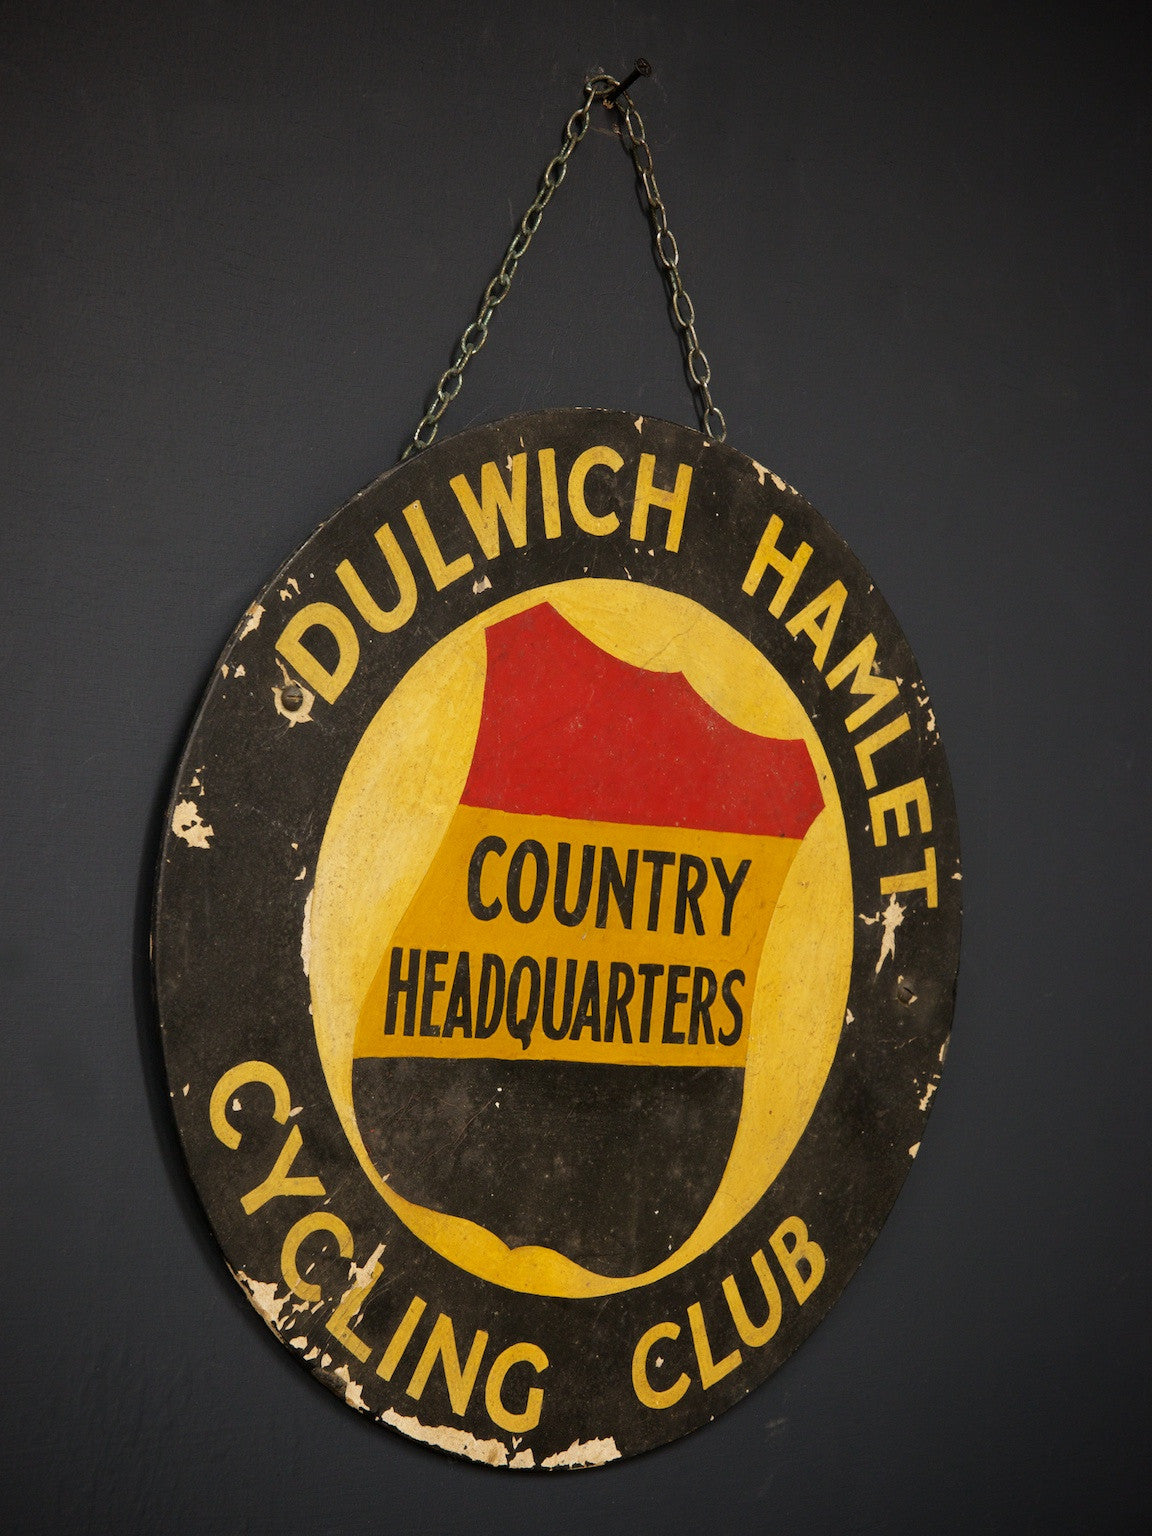 DULWICH HAMLET
COUNTRY
HEADQUARTERS
CYCLING CLUB